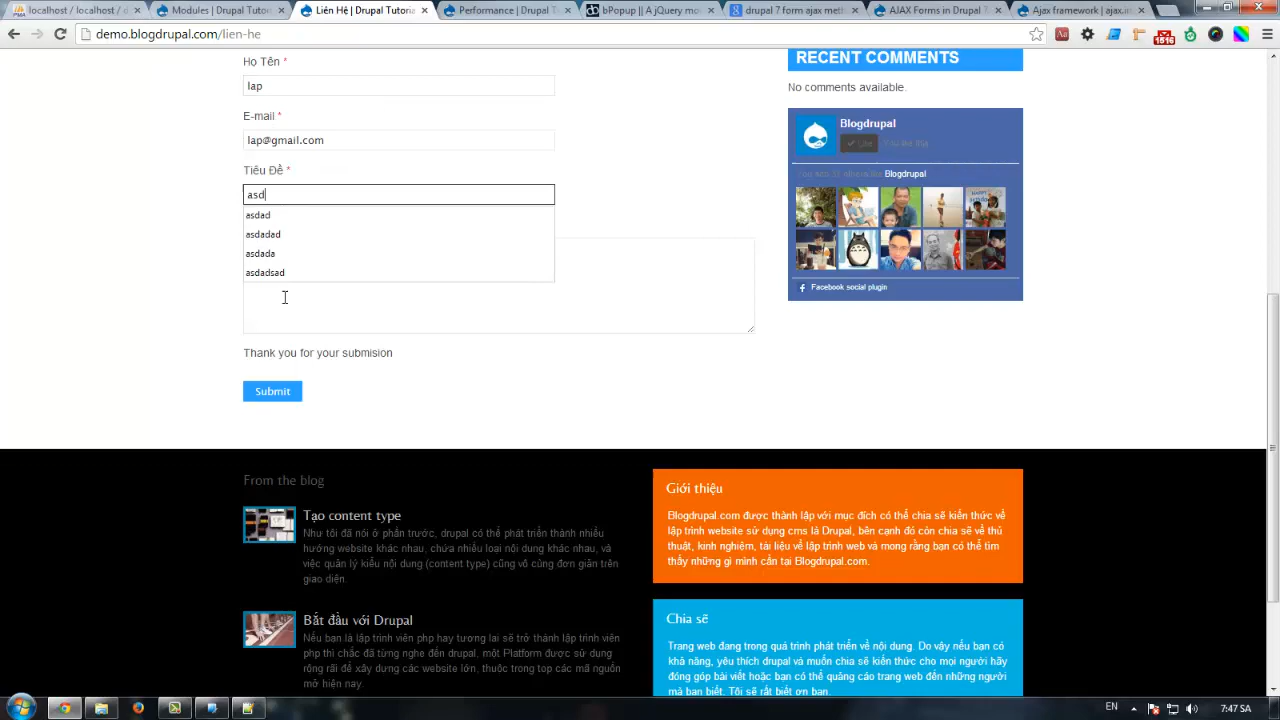 localhost / localhost / d
Modules | Drupal Tutoria
Liên Hệ | Drupal Tutoria
Performance | Drupal T
bPopup || A jQuery mod
drupal 7 form ajax meth
AJAX Forms in Drupal 7
Ajax framework | ajax.in
demo.blogdrupal.com/lien-he
1516
Họ Tên *
lap
E-mail *
lap@gmail.com
Tiêu Đề *
asd
asdad
asdadad
asdada
asdadsad
Thank you for your submision
Submit
RECENT COMMENTS
No comments available.
Blogdrupal
Like
You like this
Blogdrupal
Facebook social plugin
From the blog
Tạo content type
Như tôi đã nói ở phần trước, drupal có thể phát triển thành nhiều
hướng website khác nhau, chứa nhiều loại nội dung khác nhau, và
việc quản lý kiểu nội dung (content type) cũng vô cùng đơn giản trên
giao diện.
Bắt đầu với Drupal
Nếu bạn là lập trình viên php hay tương lai sẽ trở thành lập trình viên
php thì chắc đã từng nghe đến drupal, một Platform được sử dụng
rộng rãi để xây dựng các website lớn, thuộc trong top các mã nguồn
mở hiện nay.
Giới thiệu
Blogdrupal.com được thành lập với mục đích có thể chia sẽ kiến thức về
lập trình website sử dụng cms là Drupal, bên cạnh đó còn chia sẽ về thủ
thuật, kinh nghiệm, tài liệu về lập trình web và mong rằng bạn có thể tìm
thấy những gì mình cần tại Blogdrupal.com.
Chia sẽ
Trang web đang trong quá trình phát triển về nội dung. Do vậy nếu bạn có
khả năng, yêu thích drupal và muốn chia sẽ kiến thức cho mọi người hãy
đóng góp bài viết hoặc bạn có thể quảng cáo trang web đến những người
mà bạn biết. Tôi sẽ rất biết ơn bạn.
EN
7:47 SA